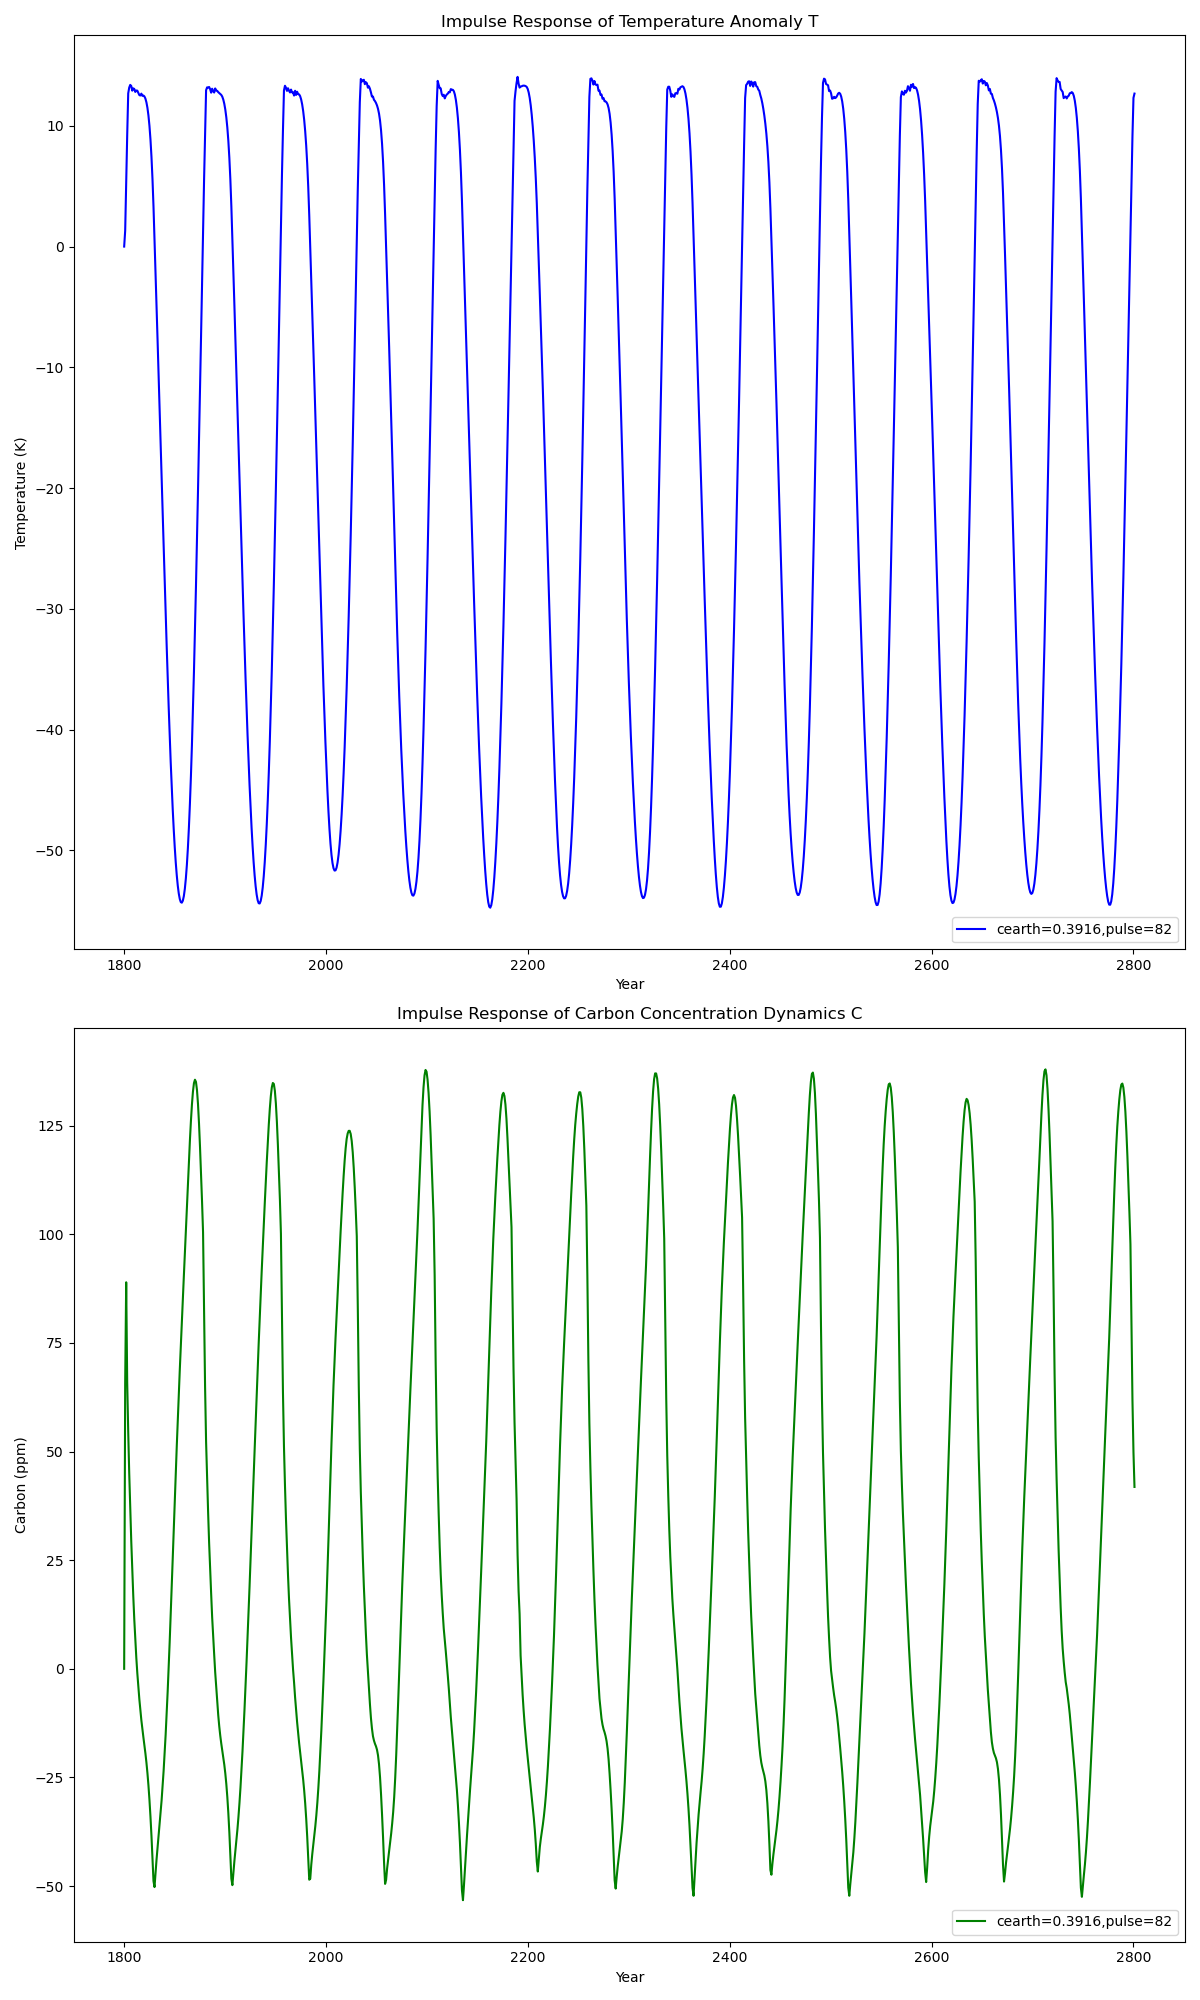 Impulse Response of Temperature Anomaly T
10
0
−10
−20
−30
−40
−50
Temperature (K)
cearth=0.3916,pulse=82
1800 2000 2200 2400 2600 2800
Year
Impulse Response of Carbon Concentration Dynamics C
125
100
75
50
25
0
−25
−50
Carbon (ppm)
cearth=0.3916,pulse=82
1800 2000 2200 2400 2600 2800
Year